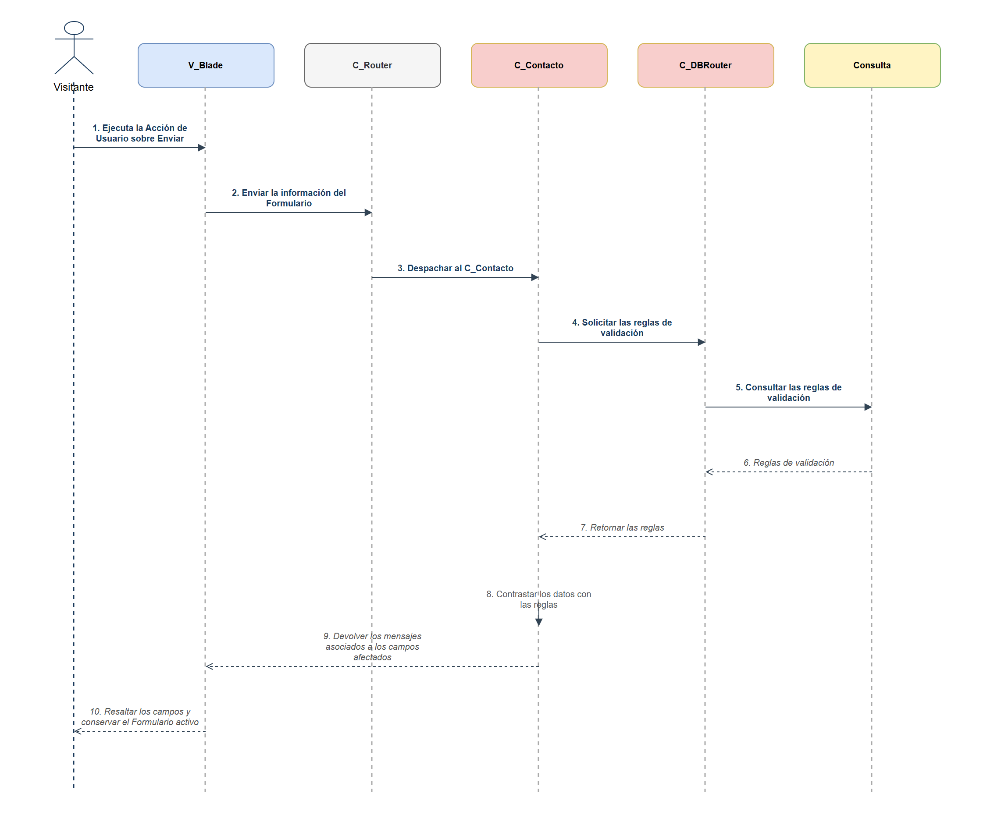 Visitante
V_Blade
C_Router
C_Contacto
C_DBRouter
Consulta
1. Ejecuta la Acción de
Usuario sobre Enviar
2. Enviar la información del
Formulario
3. Despachar al C_Contacto
4. Solicitar las reglas de
validación
5. Consultar las reglas de
validación
6. Reglas de validación
7. Retornar las reglas
8. Contrastar los datos con
las reglas
9. Devolver los mensajes
asociados a los campos
afectados
10. Resaltar los campos y
conservar el Formulario activo